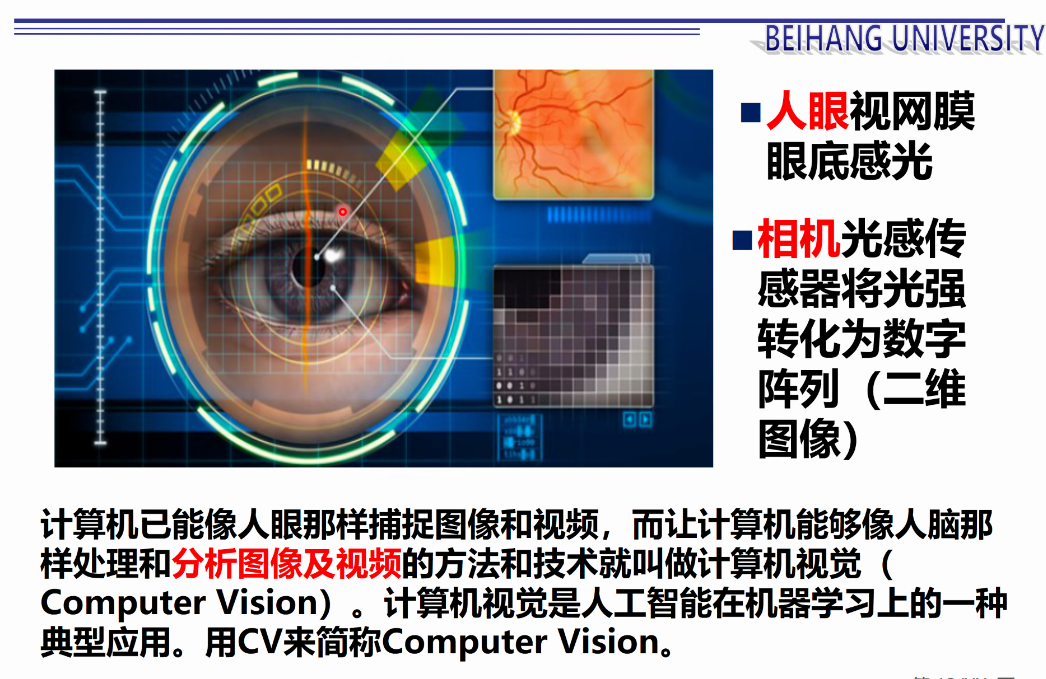 BEIHANG UNIVERSITY
人眼视网膜
眼底感光
相机光感传
感器将光强
转化为数字
阵列（二维
图像）
计算机已能像人眼那样捕捉图像和视频，而让计算机能够像人脑那
样处理和分析图像及视频的方法和技术就叫做计算机视觉（
Computer Vision）。计算机视觉是人工智能在机器学习上的一种
典型应用。用CV来简称Computer Vision。